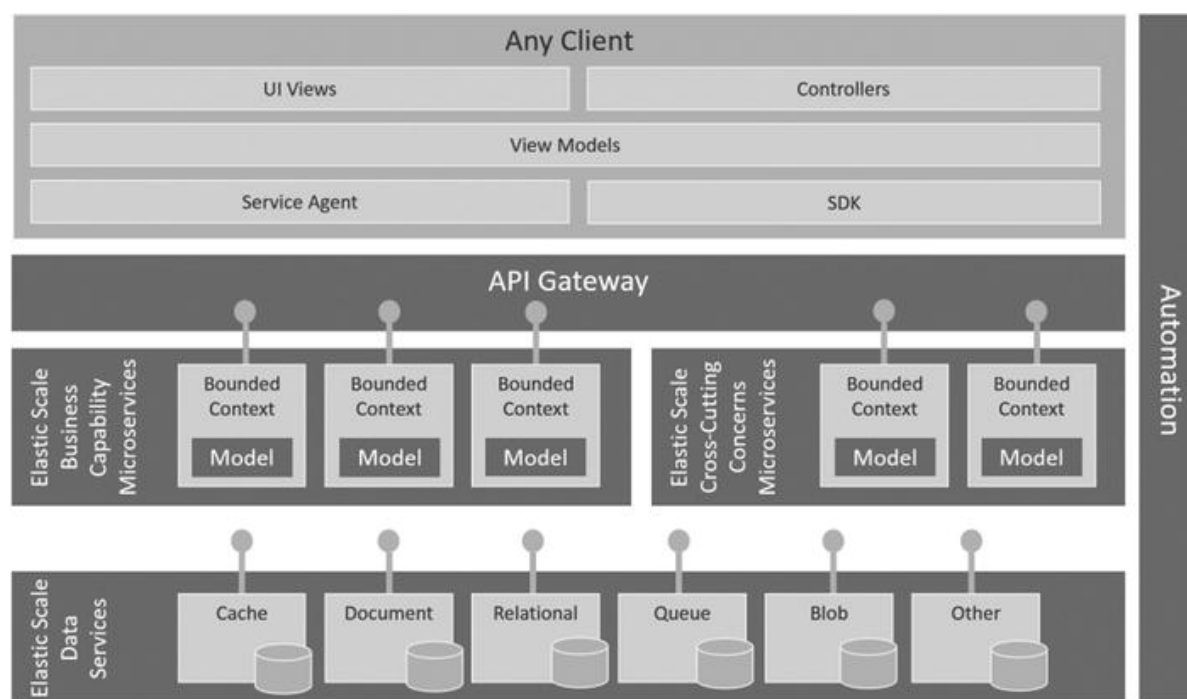 Any Client
UI Views
Controllers
View Models
Service Agent
SDK
API Gateway
Automation
Elastic Scale
Business
Capability
Microservices
Bounded
Context
Model
Bounded
Context
Model
Bounded
Context
Model
Elastic Scale
Cross-Cutting
Concerns
Microservices
Bounded
Context
Model
Bounded
Context
Model
Elastic Scale
Data
Services
Cache
Document
Relational
Queue
Blob
Other